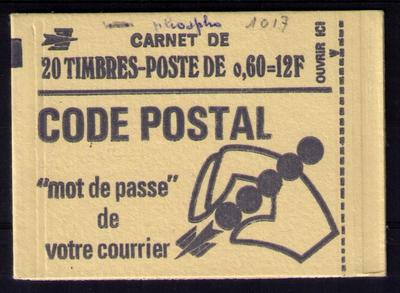 phospho 1017
CARNET DE
20 TIMBRES-POSTE DE 0,60=12F
OUVRIR ICI
CODE POSTAL
"mot de passe"
de
votre courrier